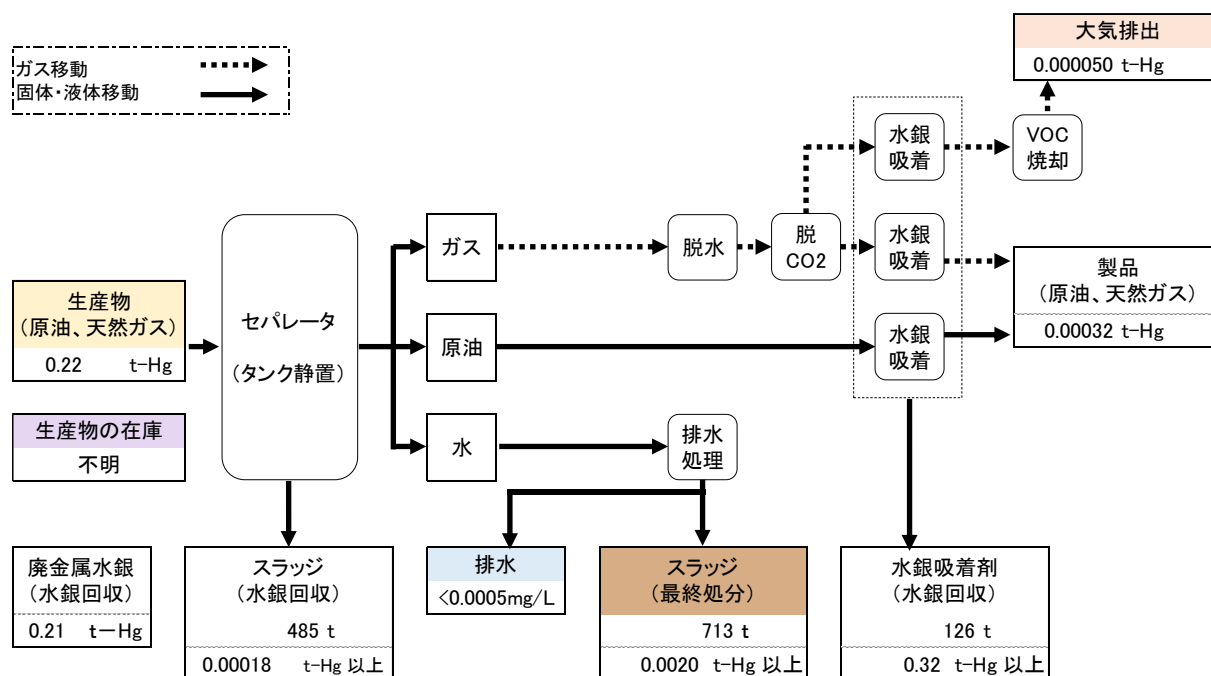 大気排出
0.000050 t-Hg
ガス移動
固体・液体移動
水銀
吸着
VOC
焼却
ガス
脱水
脱
CO2
水銀
吸着
製品
（原油、天然ガス）
0.00032 t-Hg
生産物
（原油、天然ガス）
0.22 t-Hg
セパレータ
（タンク静置）
原油
水銀
吸着
生産物の在庫
不明
水
排水
処理
廃金属水銀
（水銀回収）
0.21 t－Hg
スラッジ
（水銀回収）
485 t
0.00018 t-Hg 以上
排水
<0.0005mg/L
スラッジ
（最終処分）
713 t
0.0020 t-Hg 以上
水銀吸着剤
（水銀回収）
126 t
0.32 t-Hg 以上